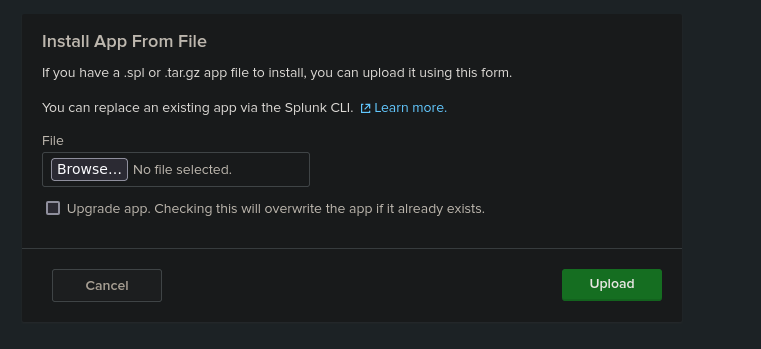 Install App From File
If you have a .spl or .tar.gz app file to install, you can upload it using this form.
You can replace an existing app via the Splunk CLI. Learn more.
File
Browse... No file selected.
Upgrade app. Checking this will overwrite the app if it already exists.
Cancel Upload